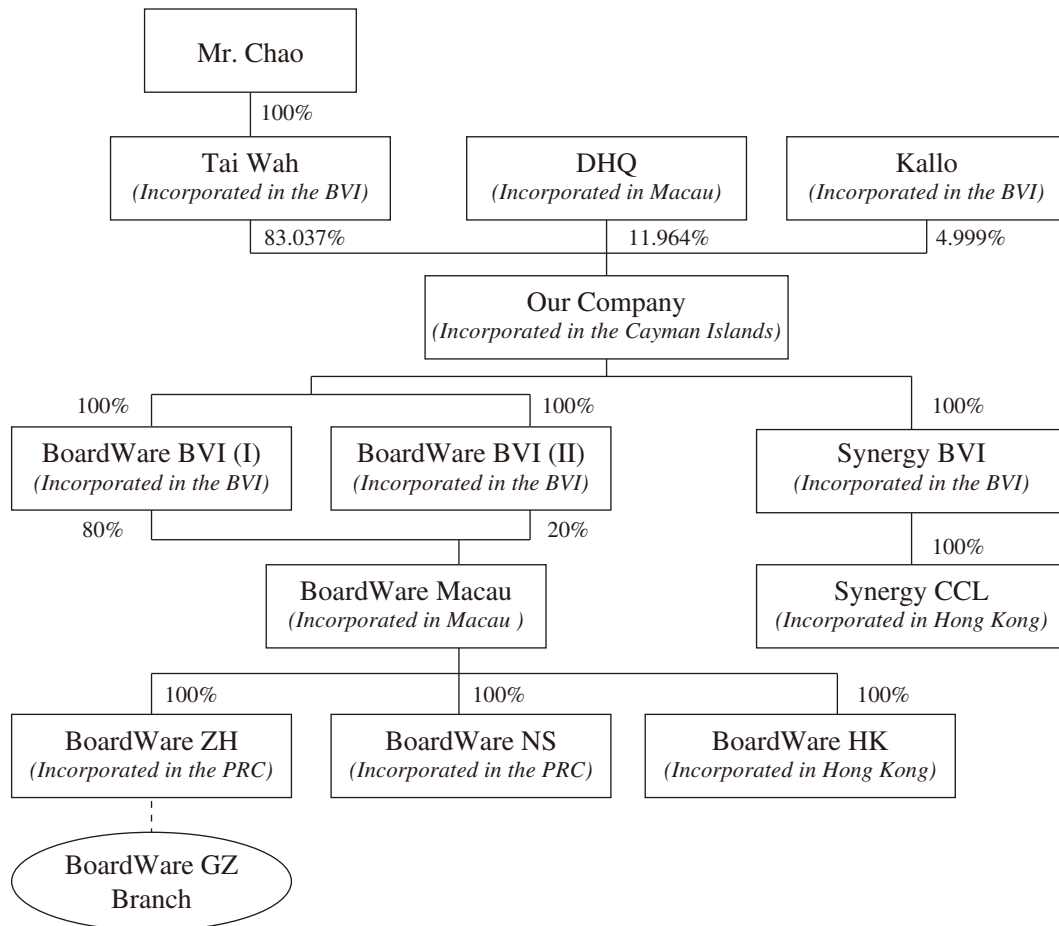 Mr. Chao
100%
Tai Wah
(Incorporated in the BVI)
DHQ
(Incorporated in Macau)
Kallo
(Incorporated in the BVI)
83.037%
11.964%
4.999%
Our Company
(Incorporated in the Cayman Islands)
100%
100%
100%
BoardWare BVI (I)
(Incorporated in the BVI)
BoardWare BVI (II)
(Incorporated in the BVI)
Synergy BVI
(Incorporated in the BVI)
80%
20%
100%
BoardWare Macau
(Incorporated in Macau )
Synergy CCL
(Incorporated in Hong Kong)
100%
100%
100%
BoardWare ZH
(Incorporated in the PRC)
BoardWare NS
(Incorporated in the PRC)
BoardWare HK
(Incorporated in Hong Kong)
BoardWare GZ
Branch